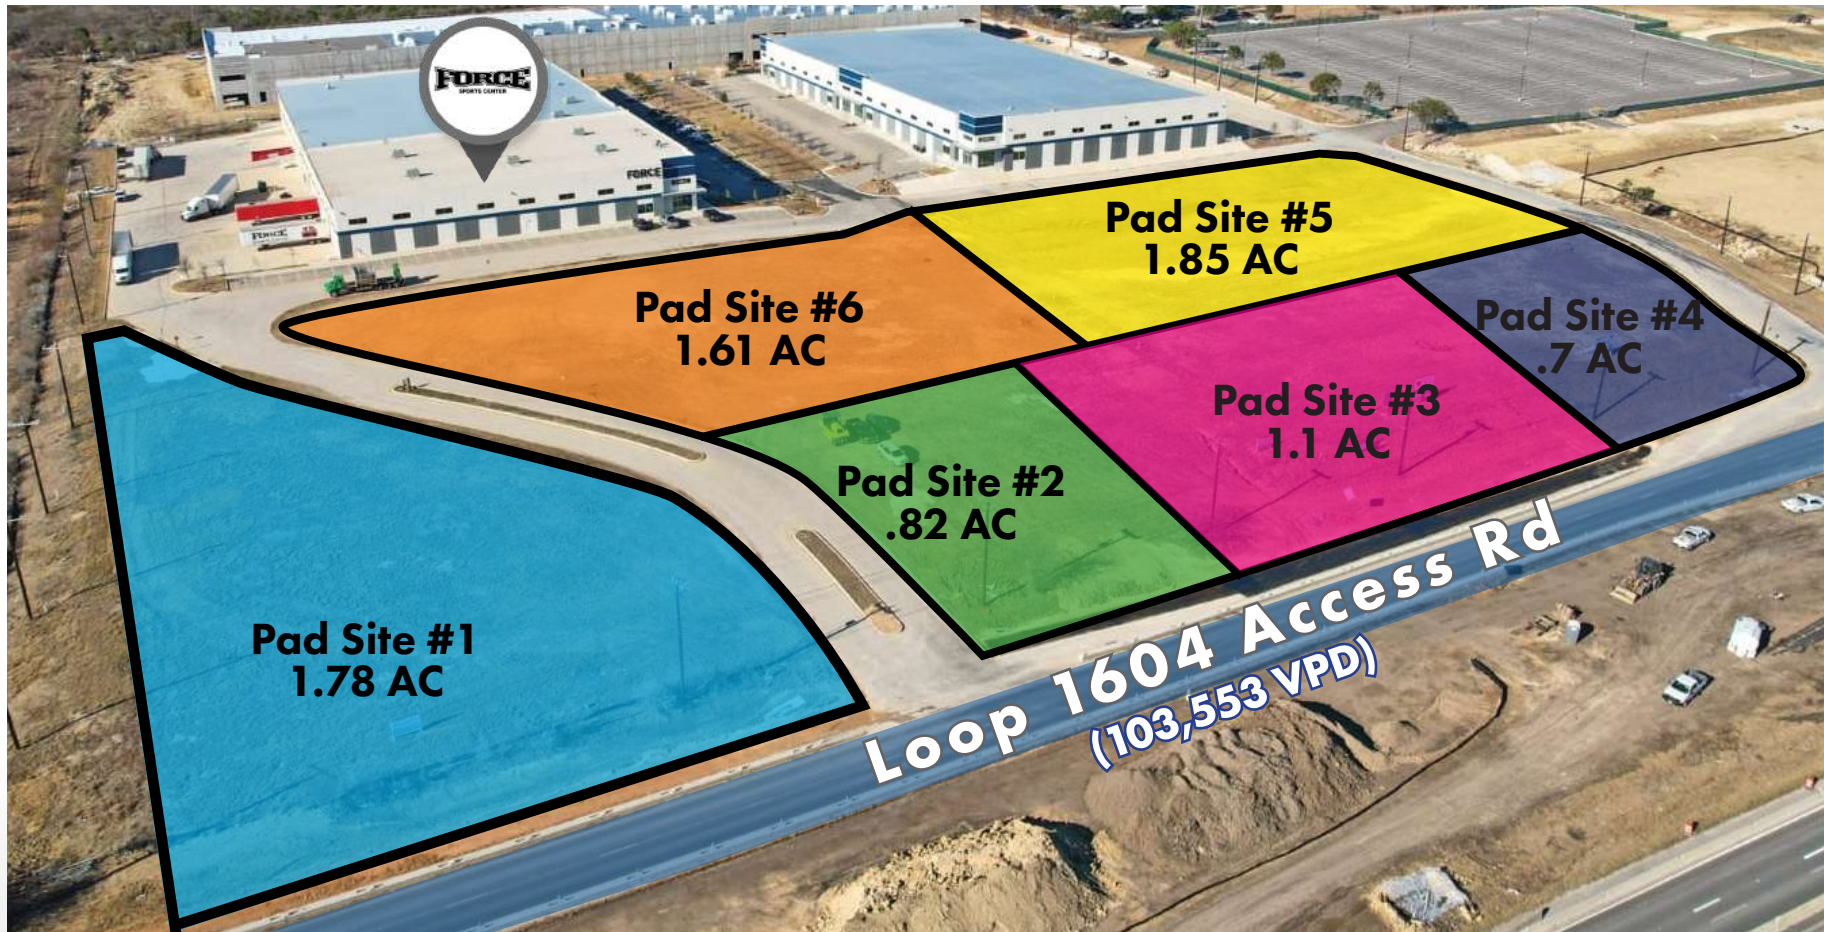 FORCE
SPORTS CENTER
FORCE
FORCE
Pad Site #5
1.85 AC
Pad Site #6
1.61 AC
Pad Site #4
.7 AC
Pad Site #3
1.1 AC
Pad Site #2
.82 AC
Pad Site #1
1.78 AC
Loop 1604 Access Rd
(103,553 VPD)